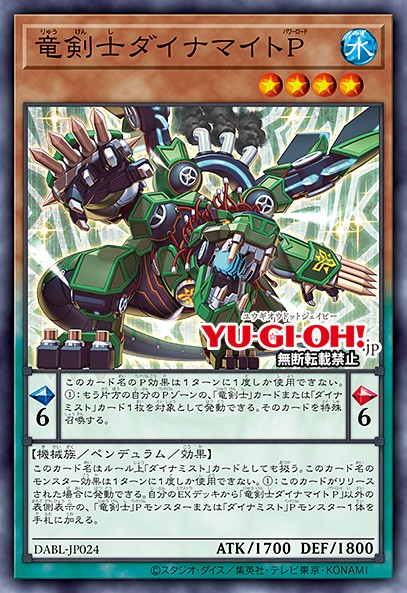 竜剣士ダイナマイトP
水
YU-GI-OH!.jp
ユウギオウドットジェイピー
無断転載禁止
このカード名のP効果は1ターンに1度しか使用できない。
①：もう片方の自分のPゾーンの、「竜剣士」カードまたは「ダイナ
ミスト」カード1枚を対象として発動できる。そのカードを特殊
召喚する。
6
6
【機械族／ペンデュラム／効果】
このカード名はルール上「ダイナミスト」カードとしても扱う。このカード名の
モンスター効果は1ターンに1度しか使用できない。①：このカードがリリース
された場合に発動できる。自分のEXデッキから「竜剣士ダイナマイトP」以外の
表側表示の、「竜剣士」Pモンスターまたは「ダイナミスト」Pモンスター1体を
手札に加える。
DABL-JP024
ATK/1700 DEF/1800
©スタジオ・ダイス／集英社・テレビ東京・KONAMI